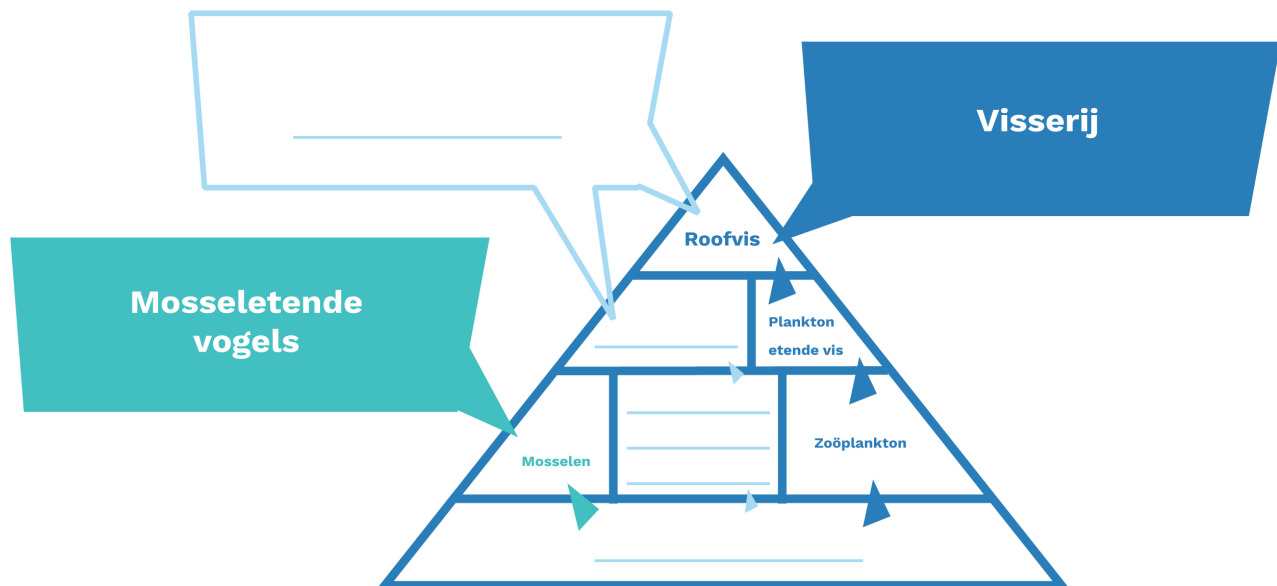 Visserij
Roofvis
Mosseletende
vogels
Plankton
etende vis
Mosselen
Zoöplankton